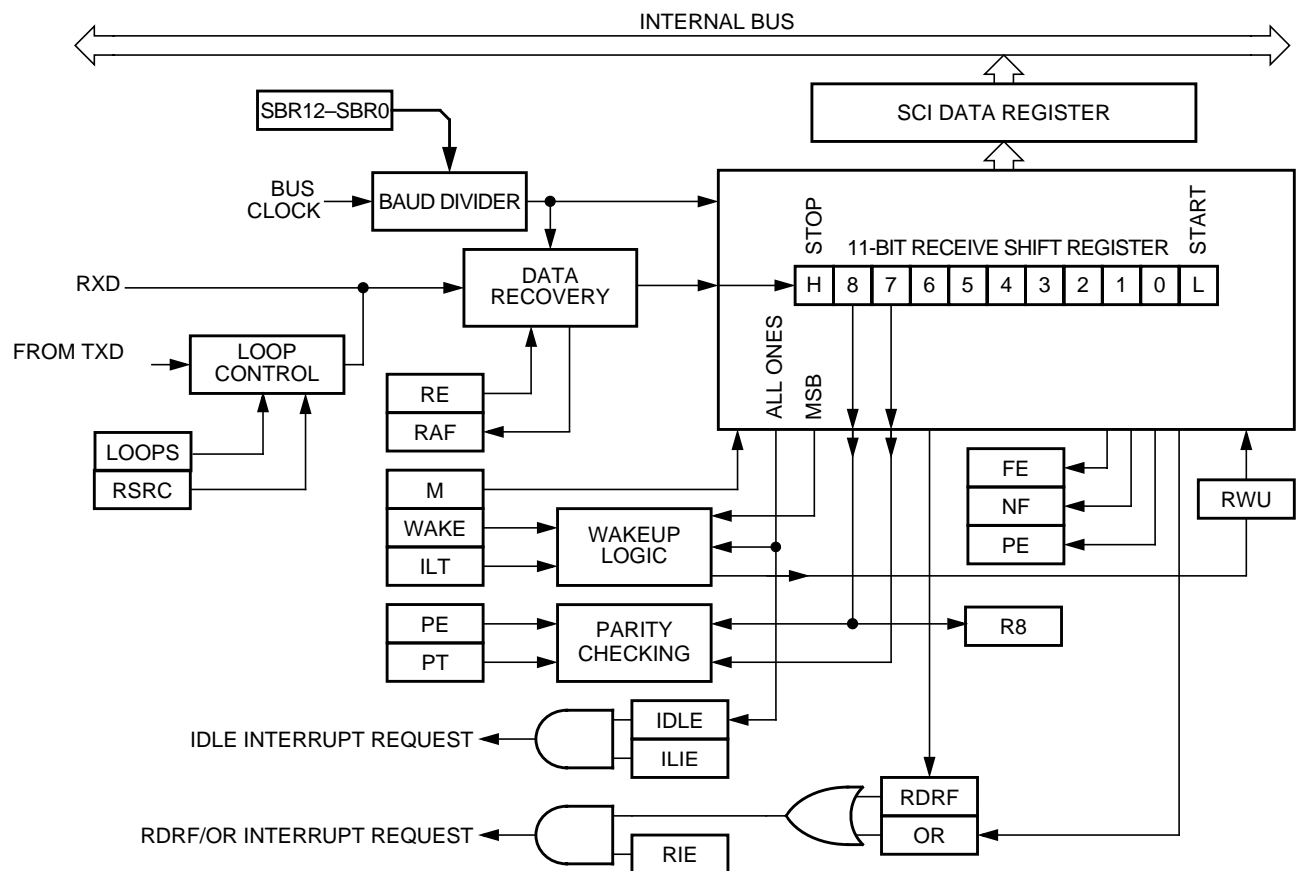 INTERNAL BUS
SBR12–SBR0
SCI DATA REGISTER
BUS
CLOCK
BAUD DIVIDER
STOP
11-BIT RECEIVE SHIFT REGISTER
START
H 8 7 6 5 4 3 2 1 0 L
RXD
DATA
RECOVERY
FROM TXD
LOOP
CONTROL
ALL ONES
MSB
RE
RAF
LOOPS
RSRC
M
WAKE
ILT
WAKEUP
LOGIC
FE
NF
PE
RWU
PE
PT
PARITY
CHECKING
R8
IDLE INTERRUPT REQUEST
IDLE
ILIE
RDRF/OR INTERRUPT REQUEST
RIE
RDRF
OR